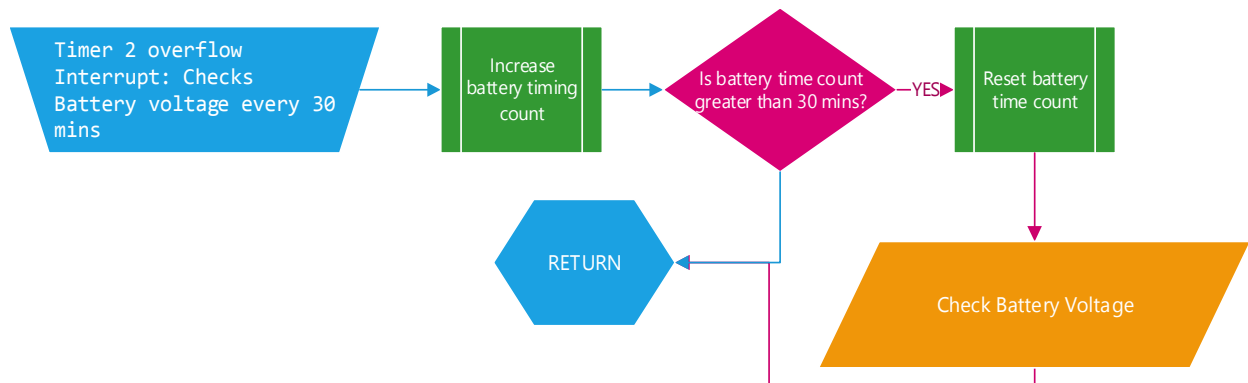 Timer 2 overflow
Interrupt: Checks
Battery voltage every 30
mins
Increase
battery timing
count
Is battery time count
greater than 30 mins?
YES
Reset battery
time count
RETURN
Check Battery Voltage